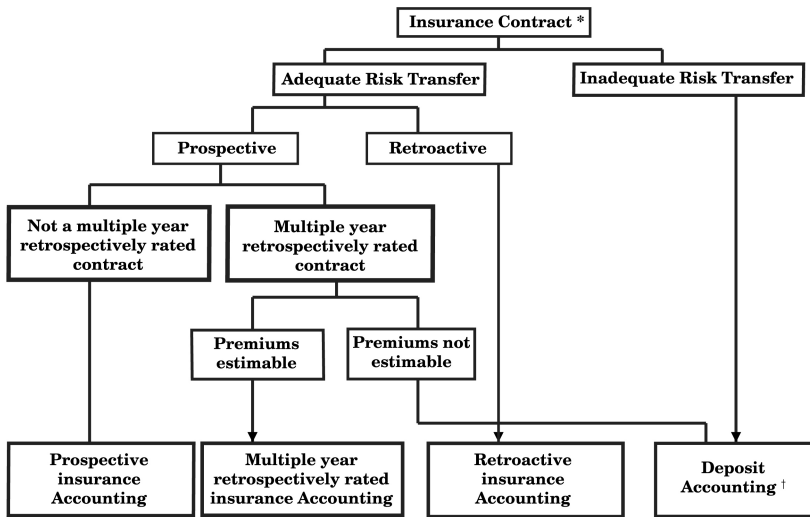 Insurance Contract *
Adequate Risk Transfer
Inadequate Risk Transfer
Prospective
Retroactive
Not a multiple year
retrospectively rated
contract
Multiple year
retrospectively rated
contract
Premiums
estimable
Premiums not
estimable
Prospective
insurance
Accounting
Multiple year
retrospectively rated
insurance Accounting
Retroactive
insurance
Accounting
Deposit
Accounting †